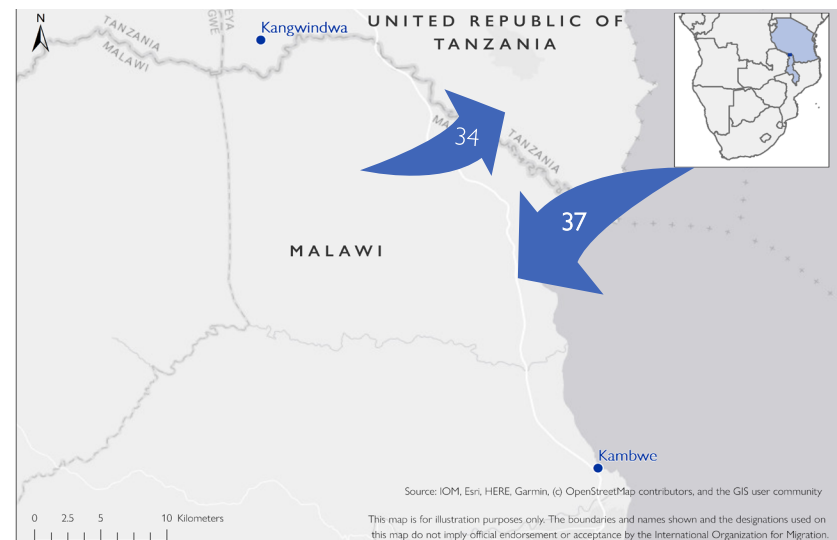 N
UNITED REPUBLIC OF
TANZANIA
Kangwindwa
TANZANIA
MALAWI
34
TANZANIA
37
MALAWI
Kambwe
Source: IOM, Esri, HERE, Garmin, (c) OpenStreetMap contributors, and the GIS user community
0 2.5 5 10 Kilometers
This map is for illustration purposes only. The boundaries and names shown and the designations used on
this map do not imply official endorsement or acceptance by the International Organization for Migration.